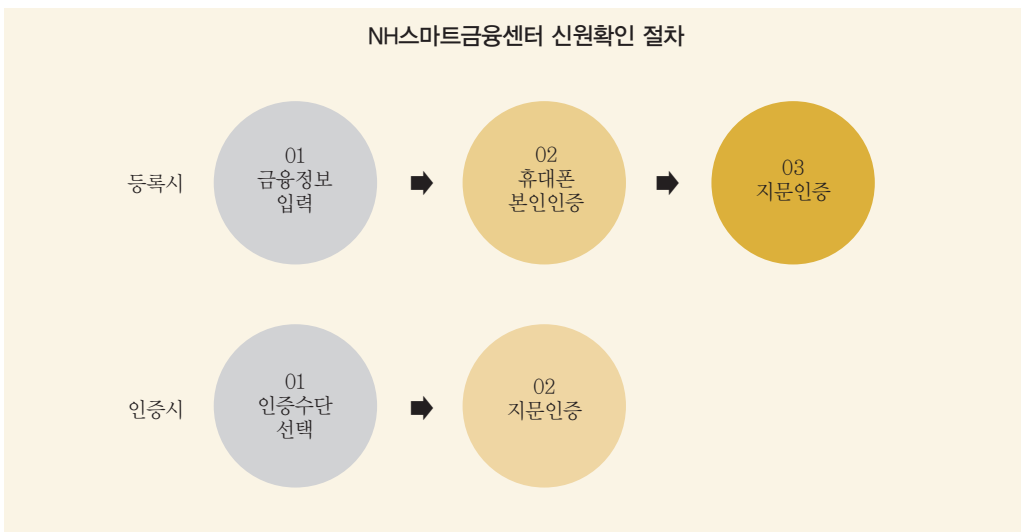 NH스마트금융센터 신원확인 절차
등록시
01
금융정보
입력
02
휴대폰
본인인증
03
지문인증
인증시
01
인증수단
선택
02
지문인증